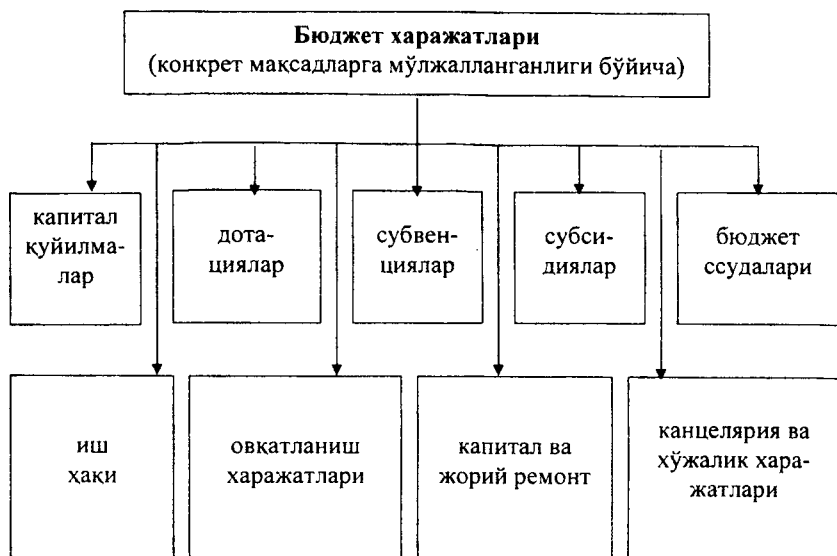 Бюджет харажатлари
(конкрет мақсадларга мўлжалланганлиги бўйича)
капитал
қуйилма-
лар
дота-
циялар
субвен-
циялар
субси-
диялар
бюджет
ссудалари
иш
ҳақи
овқатланиш
харажатлари
капитал ва
жорий ремонт
канцелярия ва
хўжалик хара-
жатлари